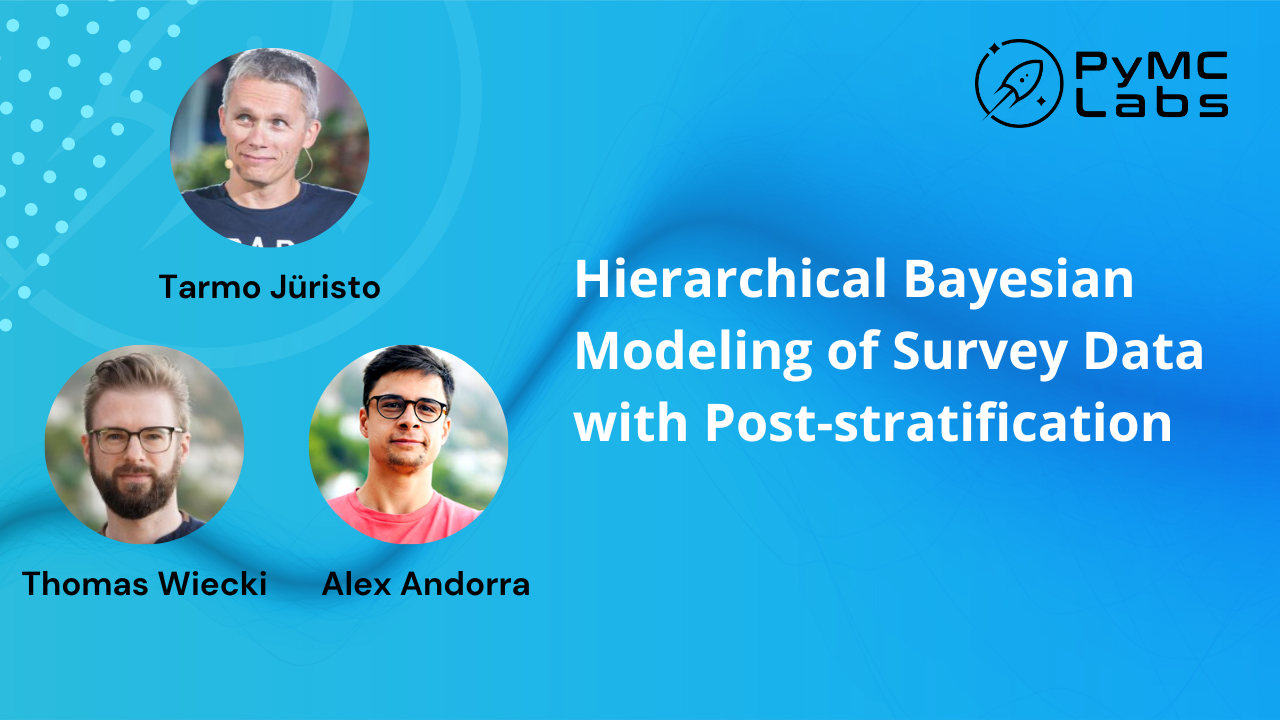 PyMC
Labs
Tarmo Jüristo
Hierarchical Bayesian
Modeling of Survey Data
with Post-stratification
Thomas Wiecki
Alex Andorra